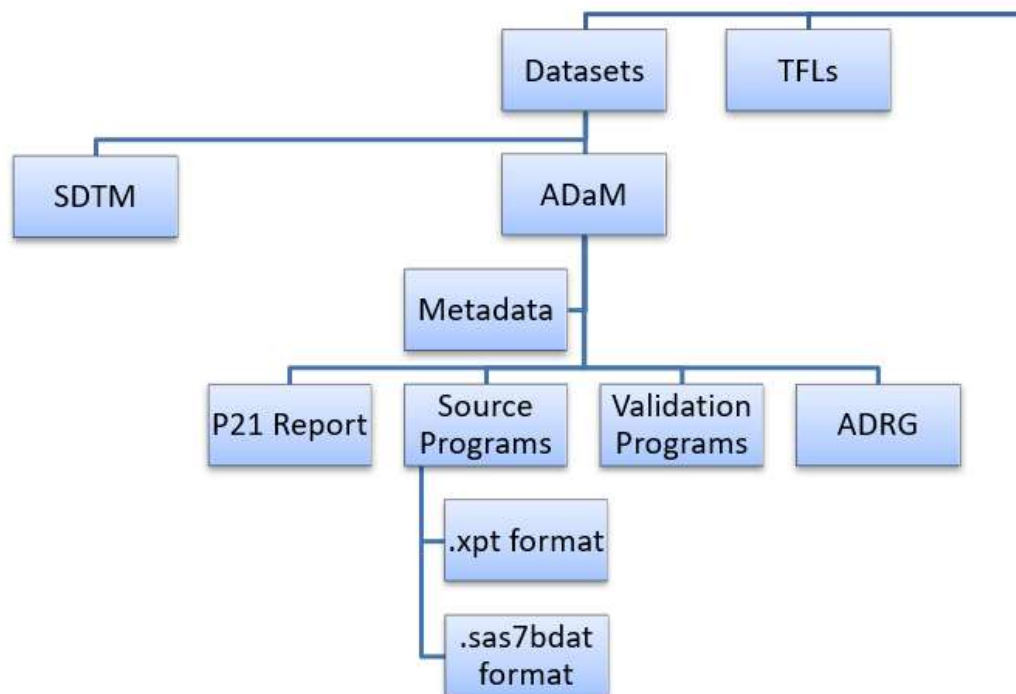 Datasets
TFLs
SDTM
ADaM
Metadata
P21 Report
Source
Programs
Validation
Programs
ADRG
.xpt format
.sas7bdat
format